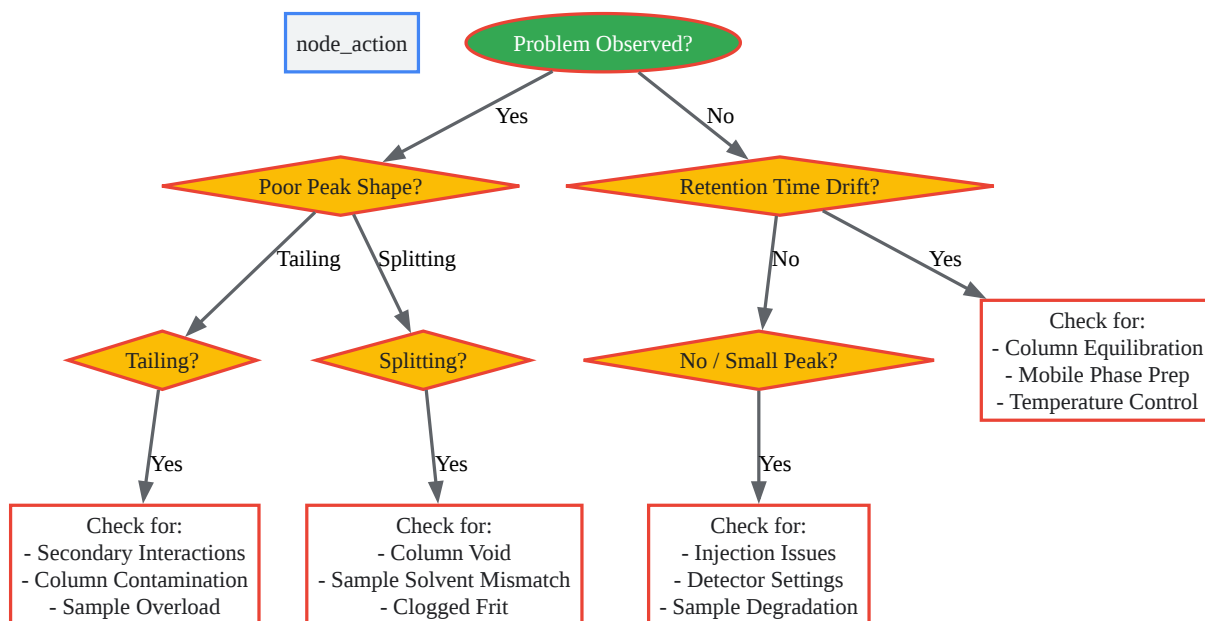 node_action
Problem Observed?
Yes
No
Poor Peak Shape?
Retention Time Drift?
Tailing
Splitting
No
Yes
Check for:
- Column Equilibration
- Mobile Phase Prep
- Temperature Control
Tailing?
Splitting?
No / Small Peak?
Yes
Yes
Yes
Check for:
- Secondary Interactions
- Column Contamination
- Sample Overload
Check for:
- Column Void
- Sample Solvent Mismatch
- Clogged Frit
Check for:
- Injection Issues
- Detector Settings
- Sample Degradation